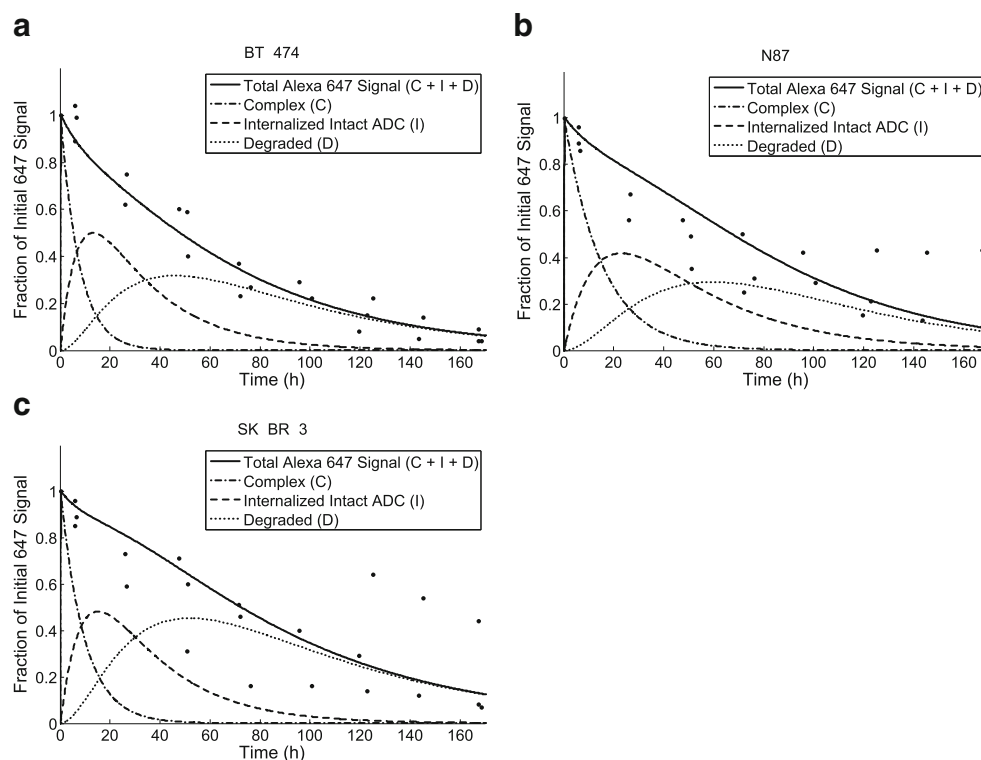 a
BT 474
Fraction of Initial 647 Signal
1
0.8
0.6
0.4
0.2
0
Total Alexa 647 Signal (C + I + D)
Complex (C)
Internalized Intact ADC (I)
Degraded (D)
0 20 40 60 80 100 120 140 160
Time (h)
b
N87
Fraction of Initial 647 Signal
1
0.8
0.6
0.4
0.2
0
Total Alexa 647 Signal (C + I + D)
Complex (C)
Internalized Intact ADC (I)
Degraded (D)
0 20 40 60 80 100 120 140 160
Time (h)
c
SK BR 3
Fraction of Initial 647 Signal
1
0.8
0.6
0.4
0.2
0
Total Alexa 647 Signal (C + I + D)
Complex (C)
Internalized Intact ADC (I)
Degraded (D)
0 20 40 60 80 100 120 140 160
Time (h)